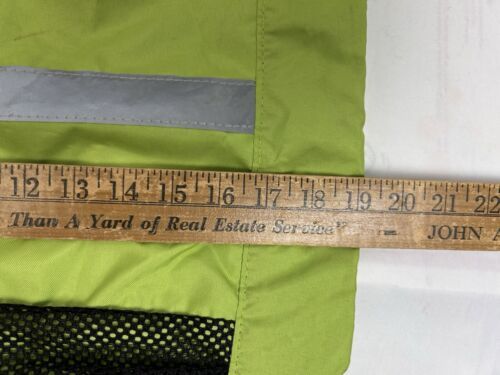 12 13 14 15 16 17 18 19 20 21 22
Than A Yard of Real Estate Service" - JOHN A